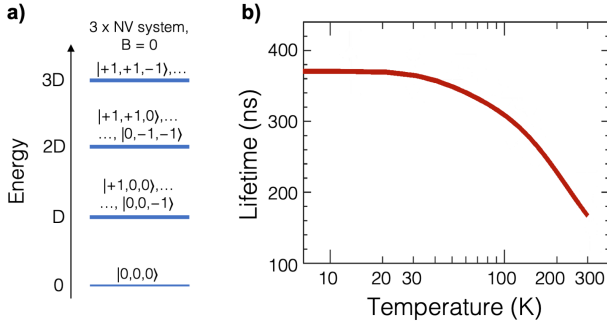 a)
3 x NV system,
B = 0
3D
|+1,+1,-1⟩,...
|+1,+1,0⟩,...
2D
..., |0,-1,-1⟩
|+1,0,0⟩,...
D
..., |0,0,-1⟩
|0,0,0⟩
0
Energy
b)
400
300
200
100
Lifetime (ns)
10 20 30 100 200 300
Temperature (K)